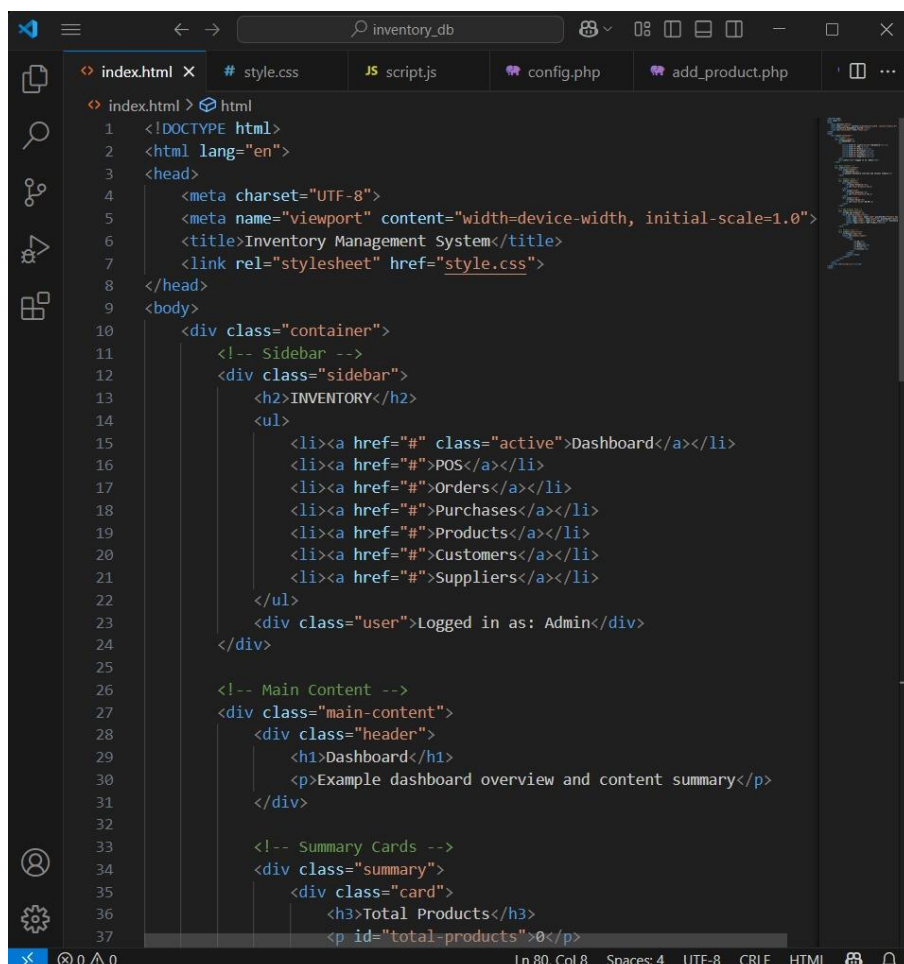 inventory_db
index.html
style.css
JS script.js
config.php
add_product.php
index.html > html
1 <!DOCTYPE html>
2 <html lang="en">
3 <head>
4 <meta charset="UTF-8">
5 <meta name="viewport" content="width=device-width, initial-scale=1.0">
6 <title>Inventory Management System</title>
7 <link rel="stylesheet" href="style.css">
8 </head>
9 <body>
10 <div class="container">
11 <!-- Sidebar -->
12 <div class="sidebar">
13 <h2>INVENTORY</h2>
14 <ul>
15 <li><a href="#" class="active">Dashboard</a></li>
16 <li><a href="#">POS</a></li>
17 <li><a href="#">Orders</a></li>
18 <li><a href="#">Purchases</a></li>
19 <li><a href="#">Products</a></li>
20 <li><a href="#">Customers</a></li>
21 <li><a href="#">Suppliers</a></li>
22 </ul>
23 <div class="user">Logged in as: Admin</div>
24 </div>
25
26 <!-- Main Content -->
27 <div class="main-content">
28 <div class="header">
29 <h1>Dashboard</h1>
30 <p>Example dashboard overview and content summary</p>
31 </div>
32
33 <!-- Summary Cards -->
34 <div class="summary">
35 <div class="card">
36 <h3>Total Products</h3>
37 <p id="total-products">0</p>
0 0 Ln 80, Col 8 Spaces: 4 UTF-8 CRLF HTML